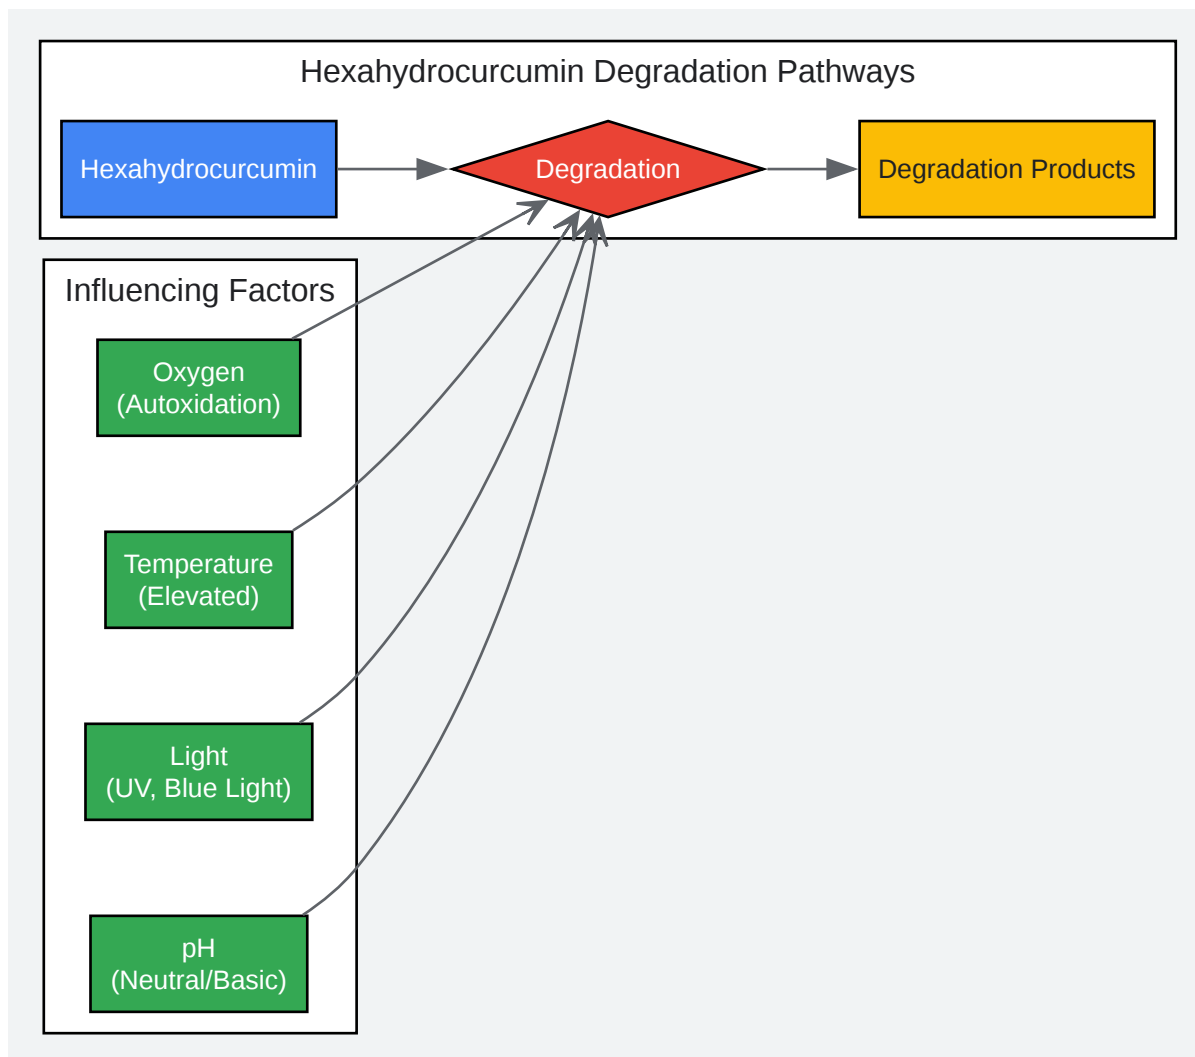 Hexahydrocurcumin Degradation Pathways
Hexahydrocurcumin
Degradation
Degradation Products
Influencing Factors
Oxygen
(Autoxidation)
Temperature
(Elevated)
Light
(UV, Blue Light)
pH
(Neutral/Basic)